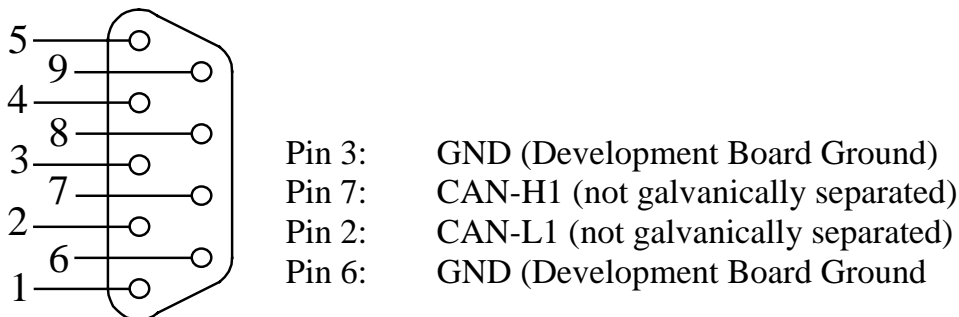 5
9
4
8
3
7
2
6
1
Pin 3: GND (Development Board Ground)
Pin 7: CAN-H1 (not galvanically separated)
Pin 2: CAN-L1 (not galvanically separated)
Pin 6: GND (Development Board Ground